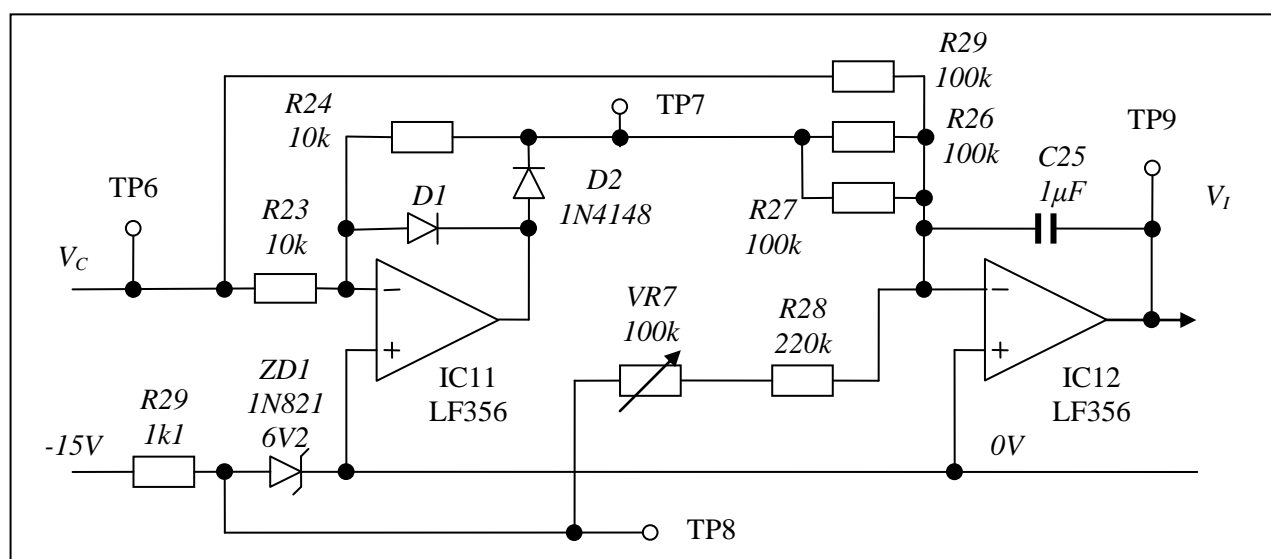 R29
100k
R24
10k
TP7
R26
100k
TP9
TP6
D2
1N4148
C25
1μF
V_I
R23
10k
D1
R27
100k
V_C
−
VR7
100k
R28
220k
−
+
+
ZD1
1N821
6V2
IC11
LF356
IC12
LF356
R29
1k1
-15V
0V
TP8